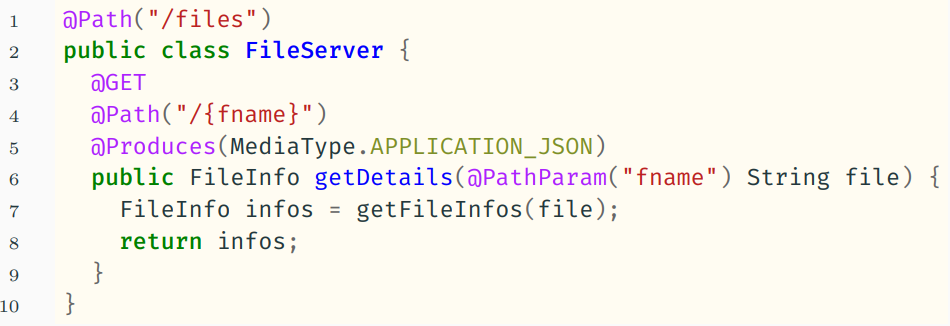 1 @Path("/files")
2 public class FileServer {
3   @GET
4   @Path("/{fname}")
5   @Produces(MediaType.APPLICATION_JSON)
6   public FileInfo getDetails(@PathParam("fname") String file) {
7     FileInfo infos = getFileInfos(file);
8     return infos;
9   }
10 }